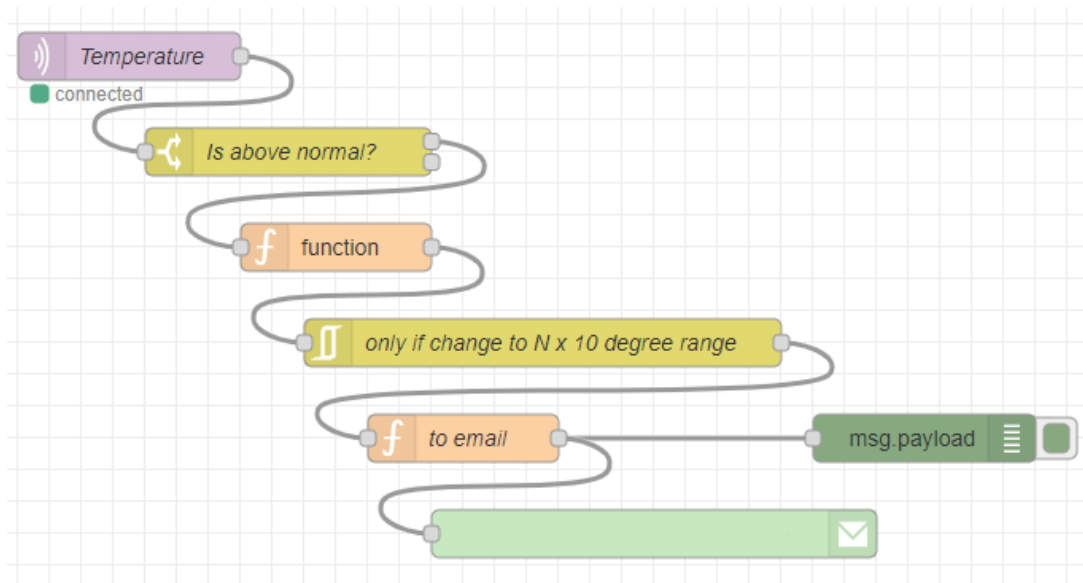 Temperature
connected
Is above normal?
function
only if change to N x 10 degree range
to email
msg.payload